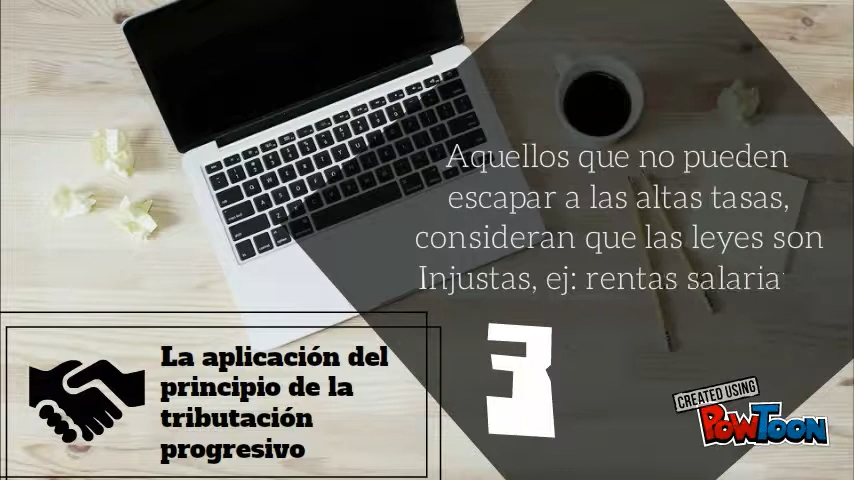 Aquellos que no pueden
escapar a las altas tasas,
consideran que las leyes son
Injustas, ej: rentas salaria
3
La aplicación del
principio de la
tributación
progresivo
CREATED USING
POWTOON